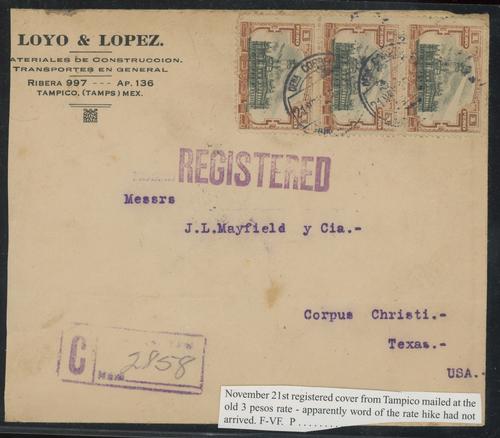 LOYO & LOPEZ.
ATERIALES DE CONSTRUCCION.
TRANSPORTES EN GENERAL
RIBERA 997 --- AP. 136
TAMPICO, (TAMPS) MEX.
REGISTERED
Messrs
J.L.Mayfield y Cia.-
Corpus Christi.-
Texas.-
USA.-
C
2858
November 21st registered cover from Tampico mailed at the
old 3 pesos rate - apparently word of the rate hike had not
arrived. F-VF. P . . . . . . . . . .